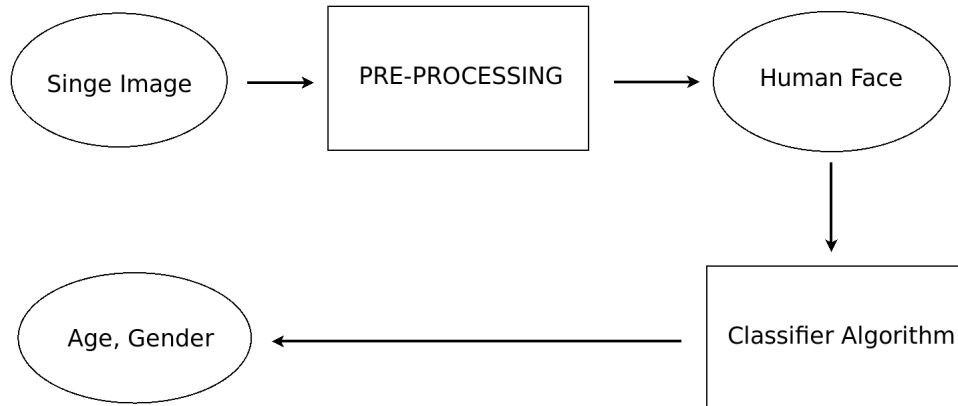 Singe Image
PRE-PROCESSING
Human Face
Classifier Algorithm
Age, Gender